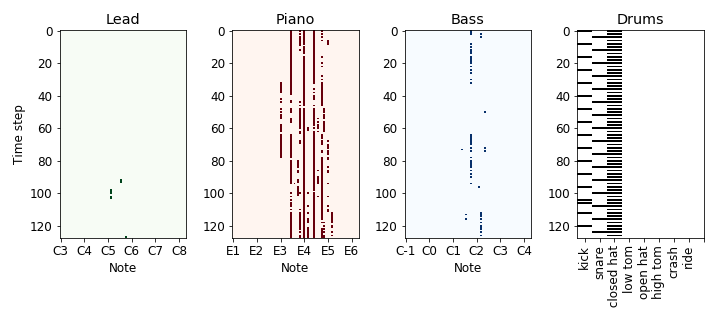 Lead Piano Bass Drums
0 0 0 0
20 20 20 20
40 40 40 40
60 60 60 60
80 80 80 80
100 100 100 100
120 120 120 120
Time step
C3 C4 C5 C6 C7 C8 E1 E2 E3 E4 E5 E6 C-1 C0 C1 C2 C3 C4 kick snare closed hat low tom open hat high tom crash ride
Note Note Note